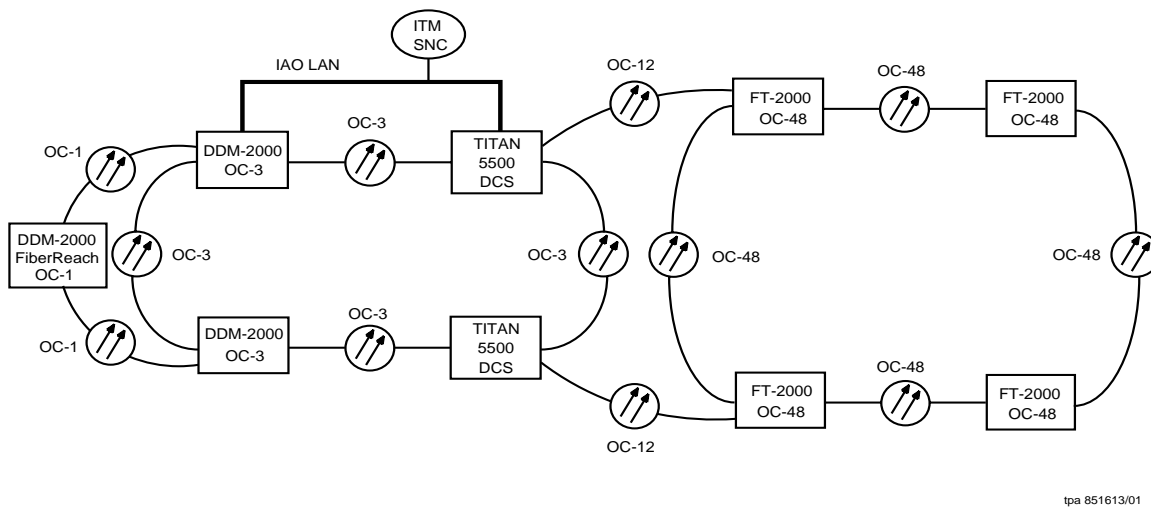 ITM
SNC
IAO LAN
OC-12
OC-48
FT-2000
OC-48
FT-2000
OC-48
OC-3
OC-1
DDM-2000
OC-3
TITAN
5500
DCS
DDM-2000
FiberReach
OC-1
OC-3
OC-3
OC-48
OC-48
OC-1
DDM-2000
OC-3
OC-3
TITAN
5500
DCS
OC-48
FT-2000
OC-48
FT-2000
OC-48
OC-12
tpa 851613/01